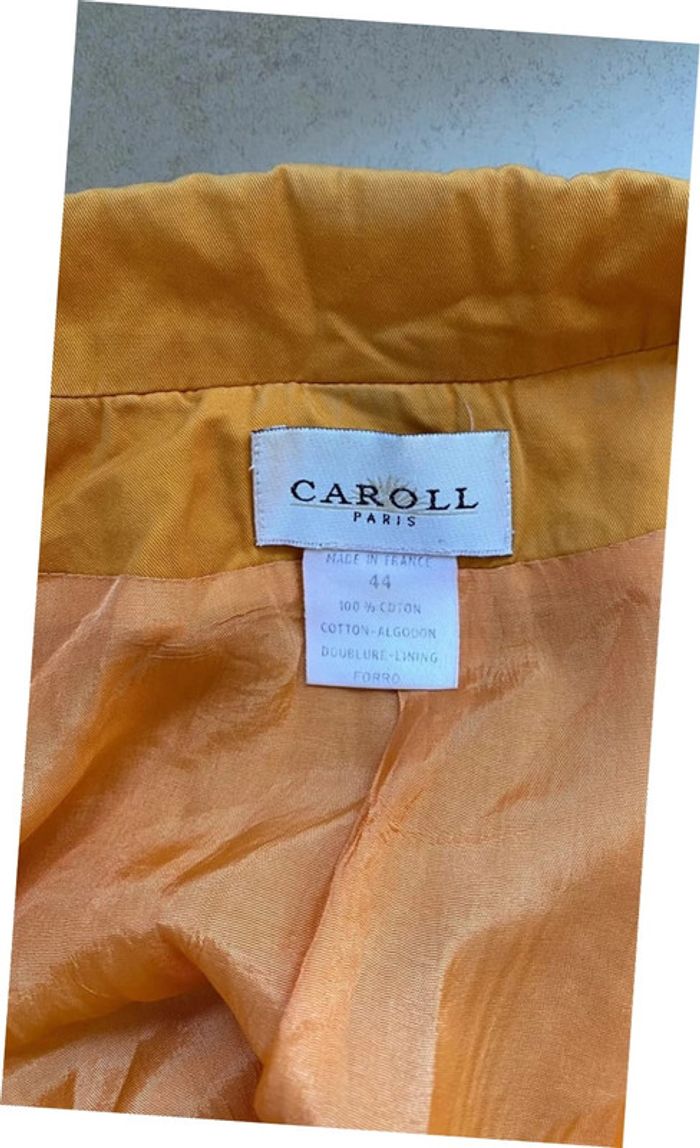 CAROLL
PARIS
MADE IN FRANCE
44
100 % COTON
COTTON-ALGODON
DOUBLURE-LINING
FORRO